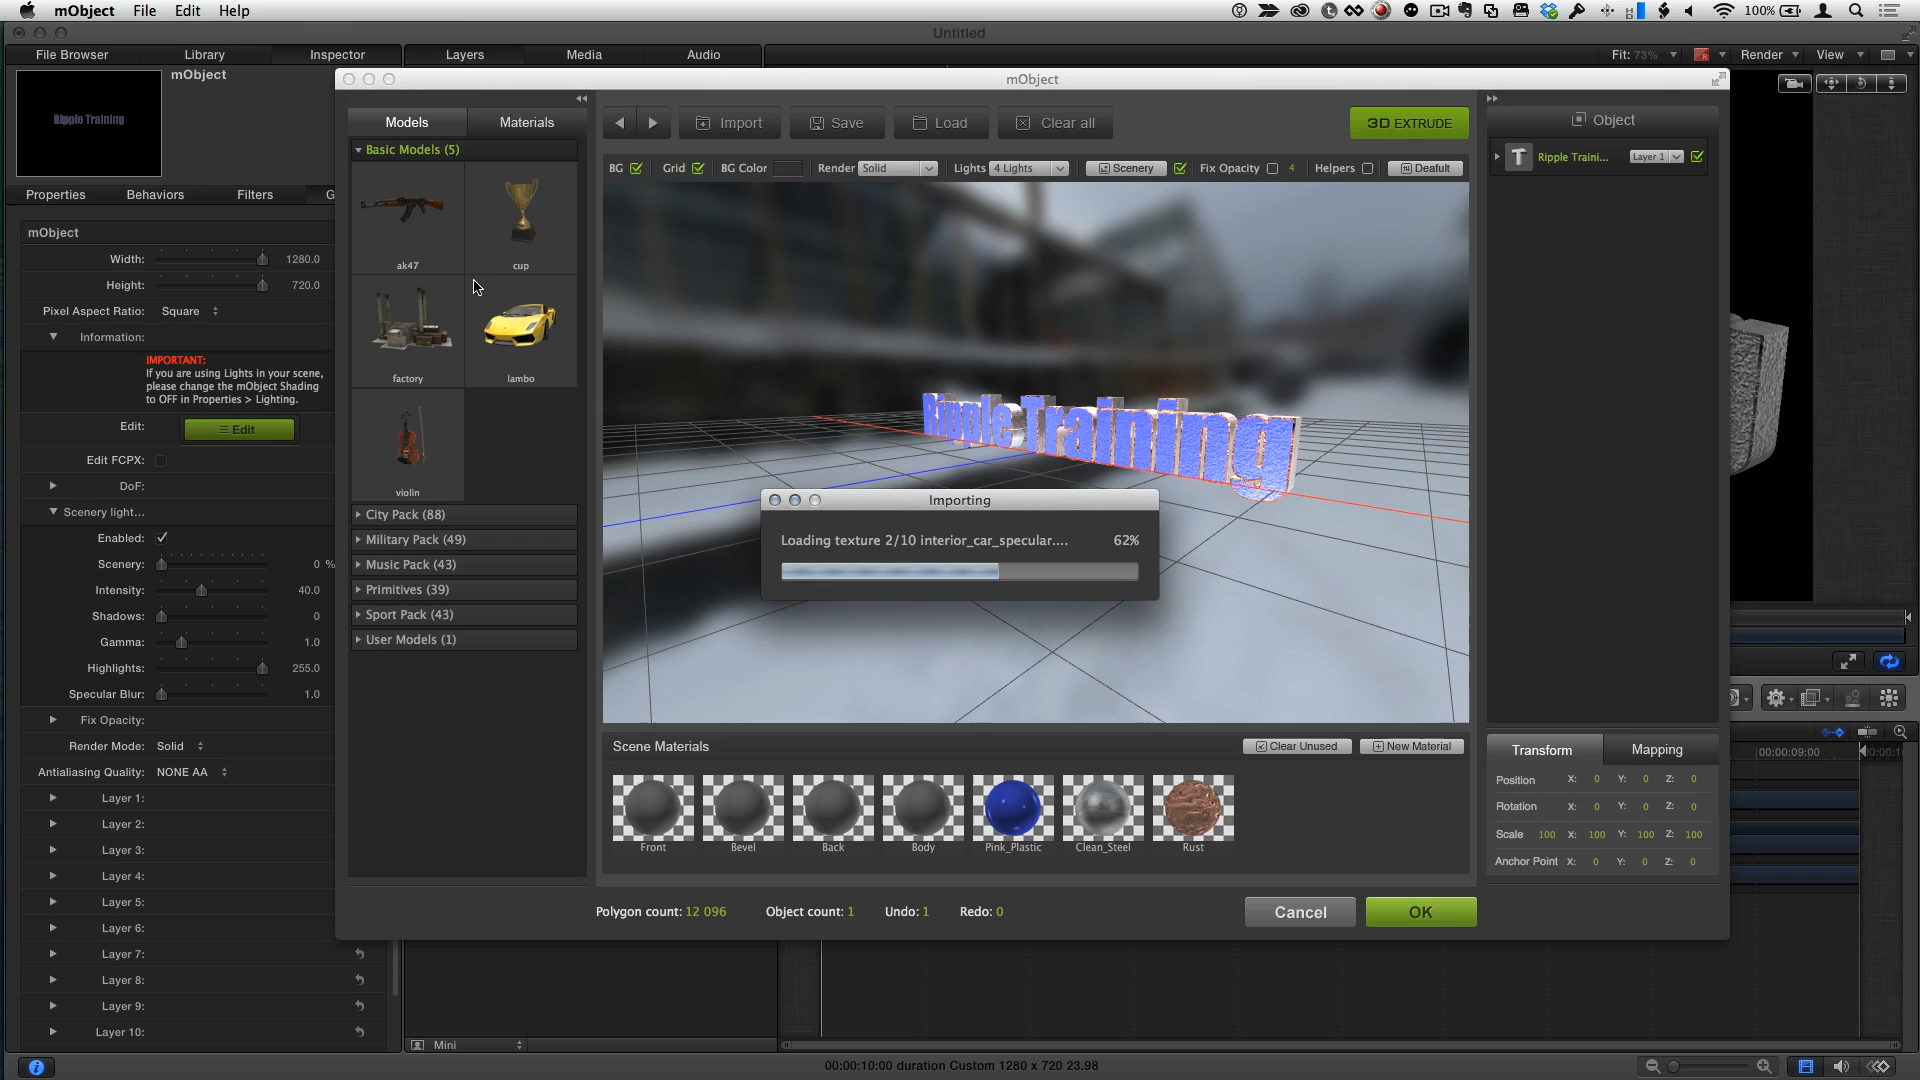 mObject File Edit Help
100%
Untitled
File Browser Library Inspector Layers Media Audio
Fit: 73% Render View
mObject
Ripple Training
mObject
Models Materials
Import Save Load Clear all
3D EXTRUDE
Object
Basic Models (5)
BG Grid BG Color Render Solid Lights 4 Lights Scenery Fix Opacity 4 Helpers Deafult
Ripple Traini... Layer 1
Properties Behaviors Filters G
mObject
Width: 1280.0
Height: 720.0
Pixel Aspect Ratio: Square
Information:
IMPORTANT:
If you are using Lights in your scene,
please change the mObject Shading
to OFF in Properties > Lighting.
Edit: Edit
Edit FCPX:
DoF:
Scenery light...
Enabled:
Scenery: 0 %
Intensity: 40.0
Shadows: 0
Gamma: 1.0
Highlights: 255.0
Specular Blur: 1.0
Fix Opacity:
Render Mode: Solid
Antialiasing Quality: NONE AA
Layer 1:
Layer 2:
Layer 3:
Layer 4:
Layer 5:
Layer 6:
Layer 7:
Layer 8:
Layer 9:
Layer 10:
ak47 cup
factory lambo
violin
City Pack (88)
Military Pack (49)
Music Pack (43)
Primitives (39)
Sport Pack (43)
User Models (1)
Ripple Training
Importing
Loading texture 2/10 interior_car_specular.... 62%
Scene Materials Clear Unused New Material
Front Bevel Back Body Pink_Plastic Clean_Steel Rust
Transform Mapping
Position X: 0 Y: 0 Z: 0
Rotation X: 0 Y: 0 Z: 0
Scale 100 X: 100 Y: 100 Z: 100
Anchor Point X: 0 Y: 0 Z: 0
00:00:09:00
Polygon count: 12 096 Object count: 1 Undo: 1 Redo: 0
Cancel OK
Mini
00:00:10:00 duration Custom 1280 x 720 23.98